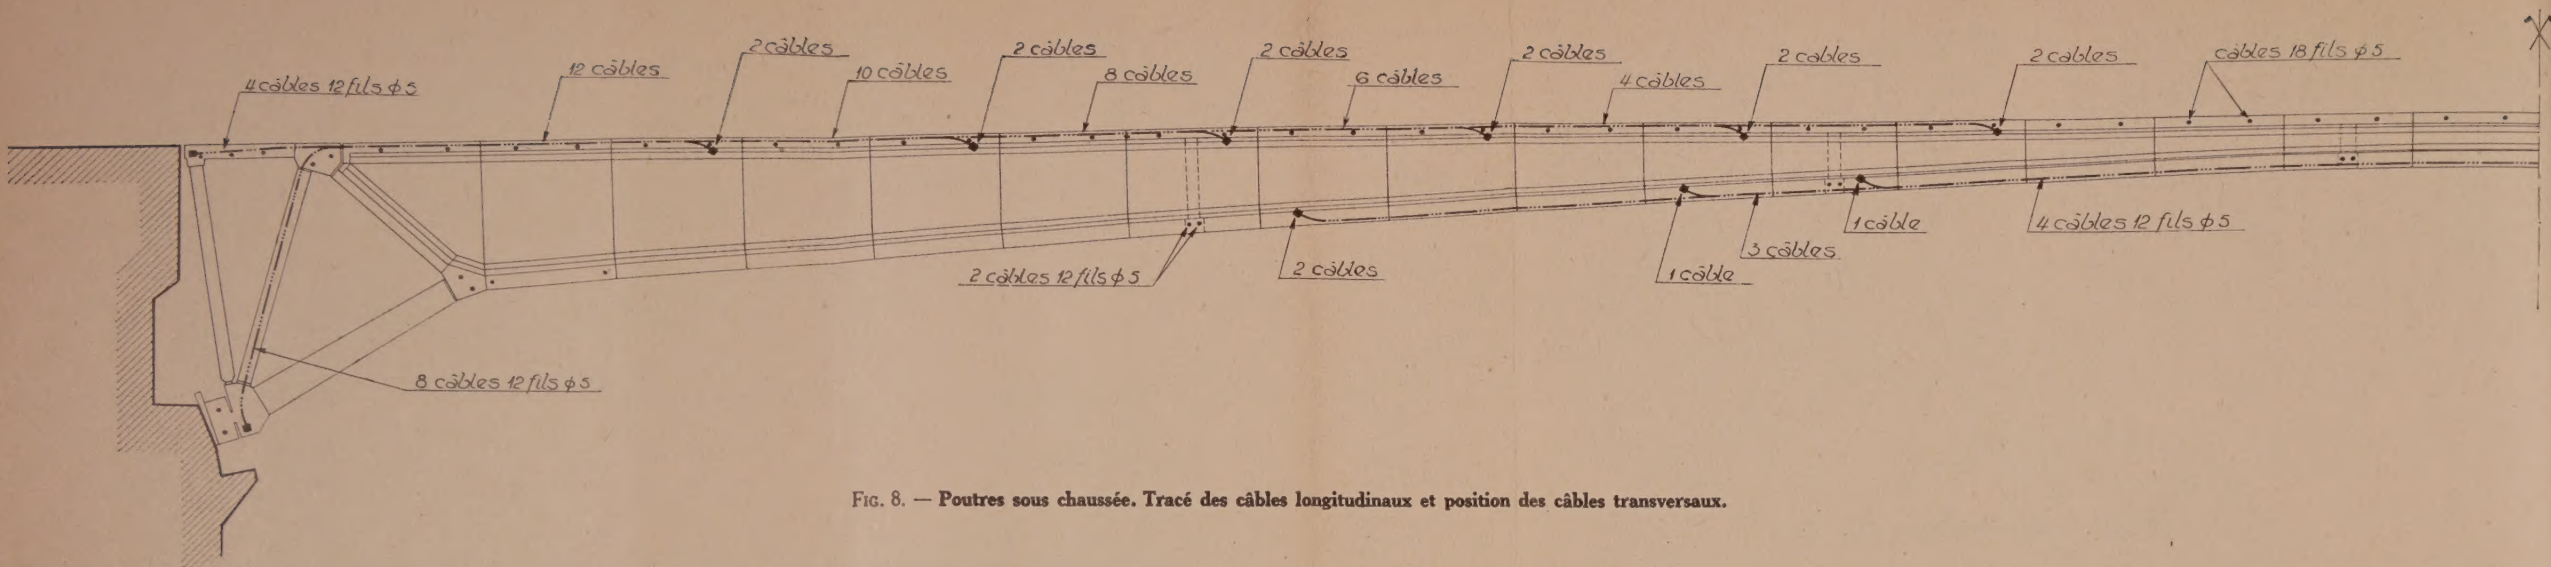 4 câbles 12 fils ϕ 5
12 câbles
2 câbles
10 câbles
2 câbles
8 câbles
2 câbles
6 câbles
2 câbles
4 câbles
2 câbles
2 câbles
câbles 18 fils ϕ 5
8 câbles 12 fils ϕ 5
2 câbles 12 fils ϕ 5
2 câbles
1 câble
3 câbles
1 câble
4 câbles 12 fils ϕ 5
FIG. 8. — Poutres sous chaussée. Tracé des câbles longitudinaux et position des câbles transversaux.